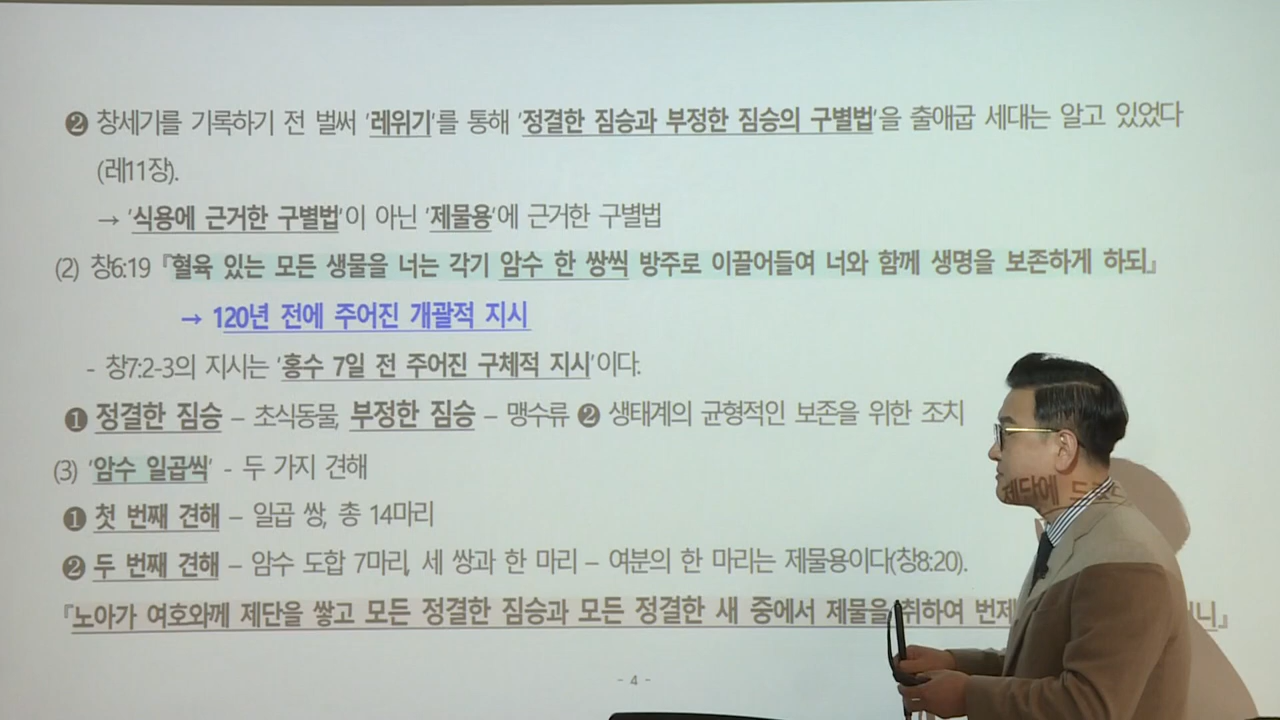 ❷ 창세기를 기록하기 전 벌써 '레위기'를 통해 '정결한 짐승과 부정한 짐승의 구별법'을 출애굽 세대는 알고 있었다
(레11장).
→ '식용에 근거한 구별법'이 아닌 '제물용'에 근거한 구별법
(2) 창6:19 『혈육 있는 모든 생물을 너는 각기 암수 한 쌍씩 방주로 이끌어들여 너와 함께 생명을 보존하게 하되』
→ 120년 전에 주어진 개괄적 지시
- 창7:2-3의 지시는 '홍수 7일 전 주어진 구체적 지시'이다.
❶ 정결한 짐승 – 초식동물, 부정한 짐승 – 맹수류 ❷ 생태계의 균형적인 보존을 위한 조치
(3) '암수 일곱씩' - 두 가지 견해
❶ 첫 번째 견해 – 일곱 쌍, 총 14마리
❷ 두 번째 견해 – 암수 도합 7마리, 세 쌍과 한 마리 – 여분의 한 마리는 제물용이다(창8:20).
『노아가 여호와께 제단을 쌓고 모든 정결한 짐승과 모든 정결한 새 중에서 제물을 취하여 번제 제단에
- 4 -